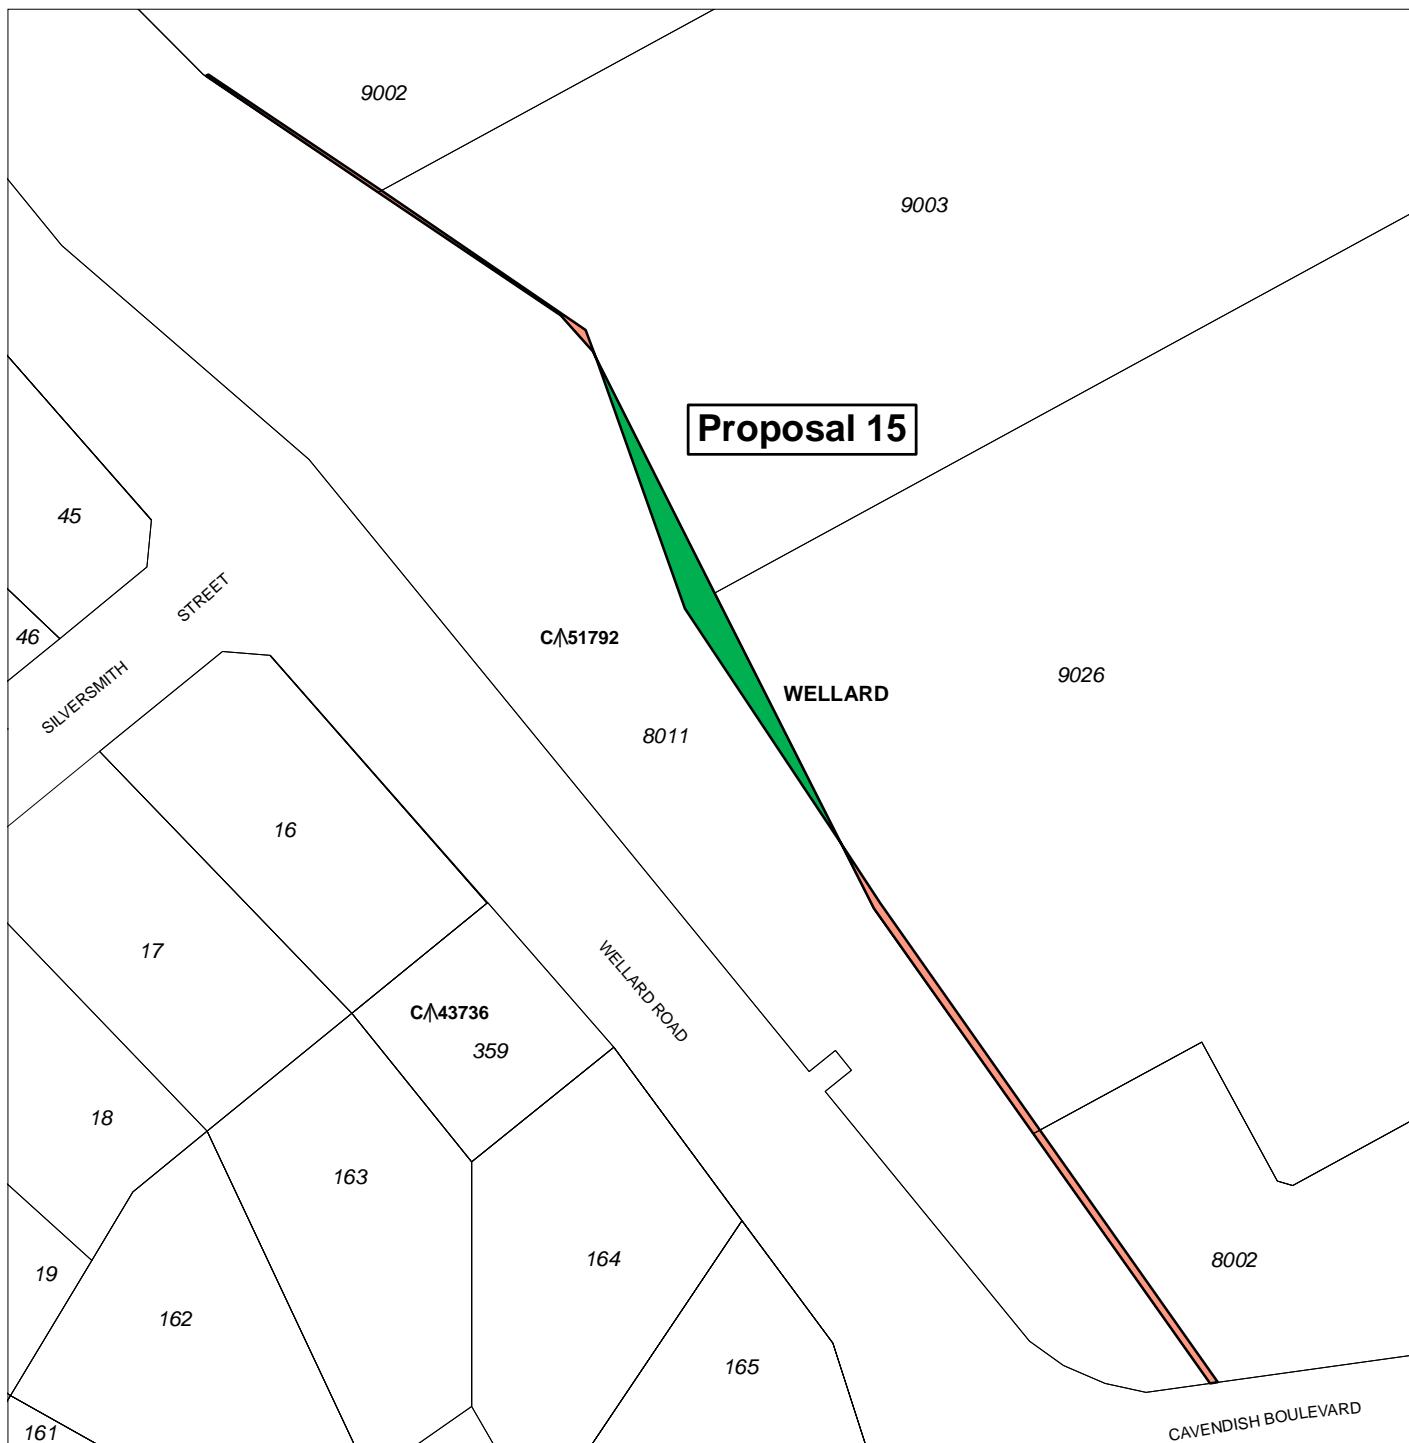 9002
9003
Proposal 15
45
STREET
46
C 51792
SILVERSMITH
9026
WELLARD
8011
16
17
WELLARD ROAD
C 43736
359
18
163
164
8002
19
162
165
CAVENDISH BOULEVARD
161